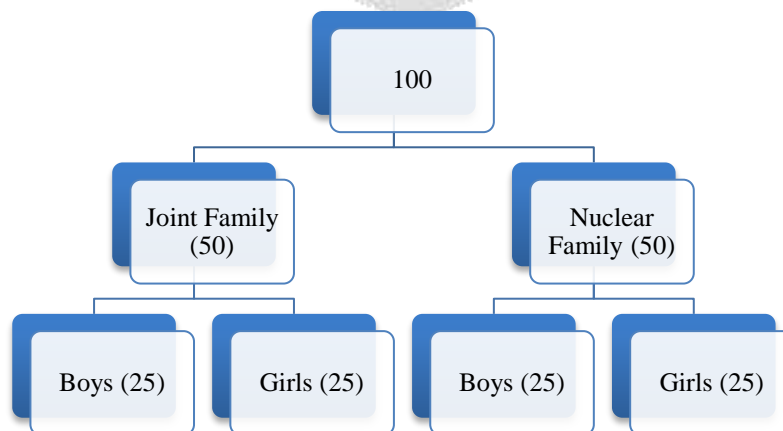 100
Joint Family
(50)
Nuclear
Family (50)
Boys (25)
Girls (25)
Boys (25)
Girls (25)